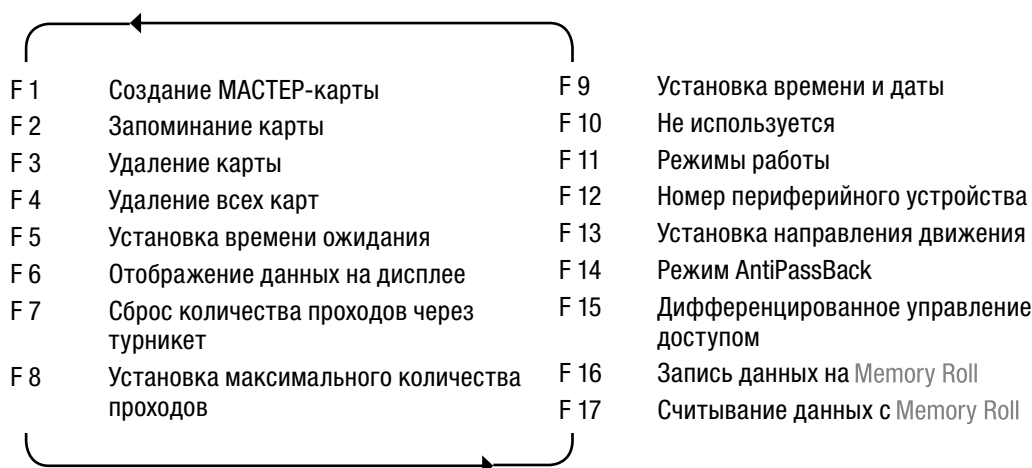 F 1 Создание МАСТЕР-карты
F 2 Запоминание карты
F 3 Удаление карты
F 4 Удаление всех карт
F 5 Установка времени ожидания
F 6 Отображение данных на дисплее
F 7 Сброс количества проходов через
турникет
F 8 Установка максимального количества
проходов
F 9 Установка времени и даты
F 10 Не используется
F 11 Режимы работы
F 12 Номер периферийного устройства
F 13 Установка направления движения
F 14 Режим AntiPassBack
F 15 Дифференцированное управление
доступом
F 16 Запись данных на Memory Roll
F 17 Считывание данных с Memory Roll